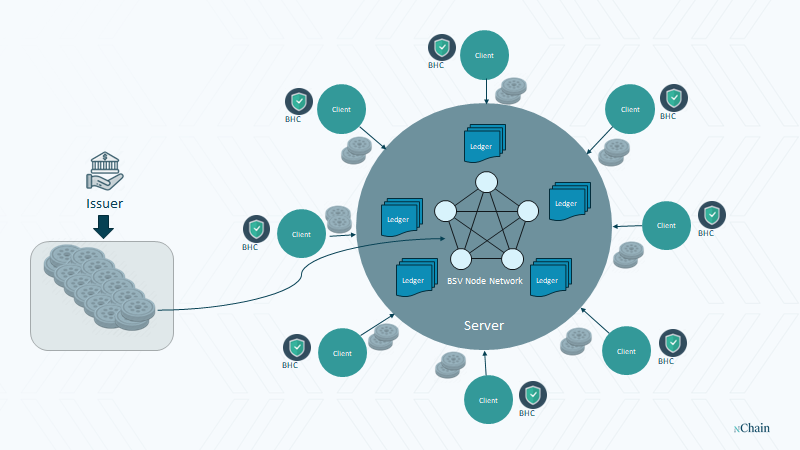 Client
BHC
Client
BHC
Client
BHC
Ledger
Issuer
Ledger
Ledger
Client
BHC
Client
BHC
Ledger
Ledger
BSV Node Network
Server
Client
BHC
Client
BHC
Client
BHC
nChain